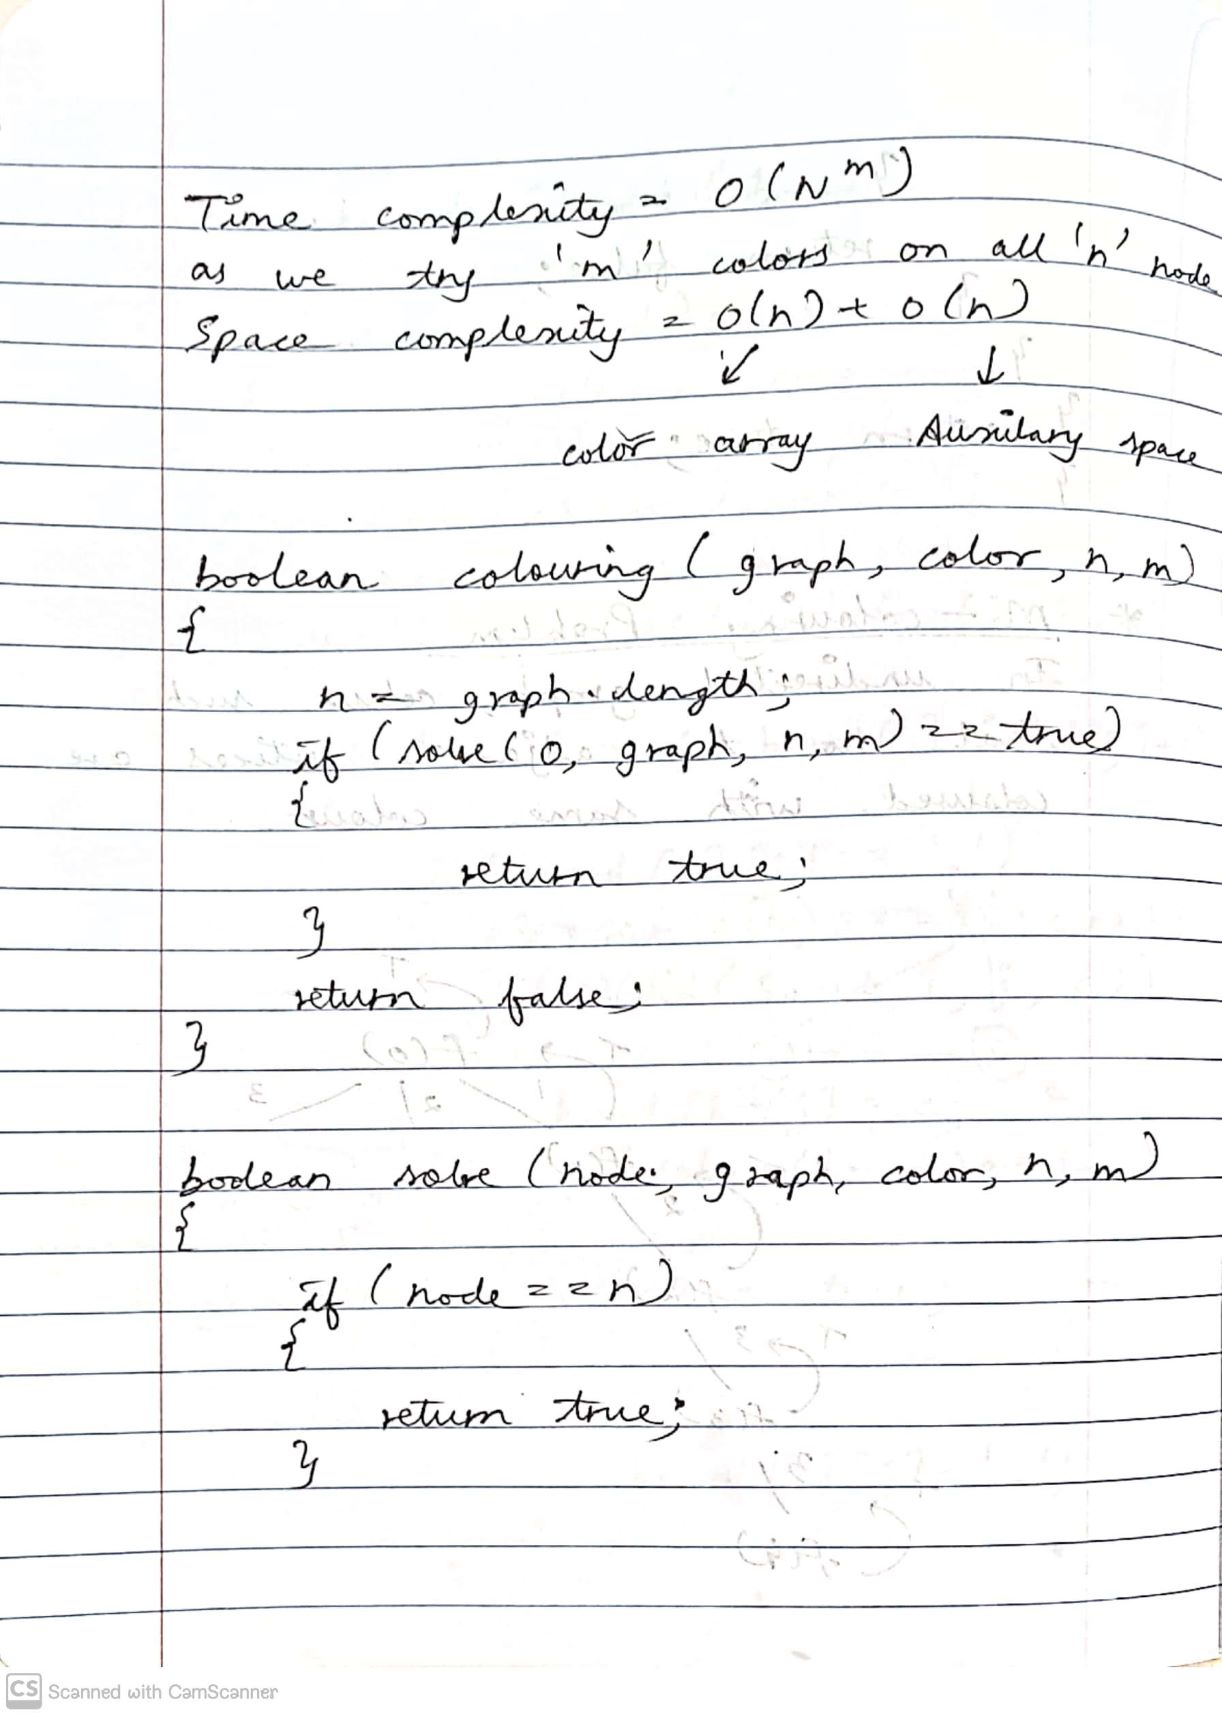 Time complexity = O(N^m)
as we try 'm' colors on all 'n' node
Space complexity = O(n) + O(n)
↙ ↓
color array Auxilary space
boolean colouring (graph, color, n, m)
{
n = graph.length;
if (solve(0, graph, n, m) == true)
{
return true;
}
return false;
}
boolean solve (node, graph, color, n, m)
{
if (node == n)
{
return true;
}
CS Scanned with CamScanner